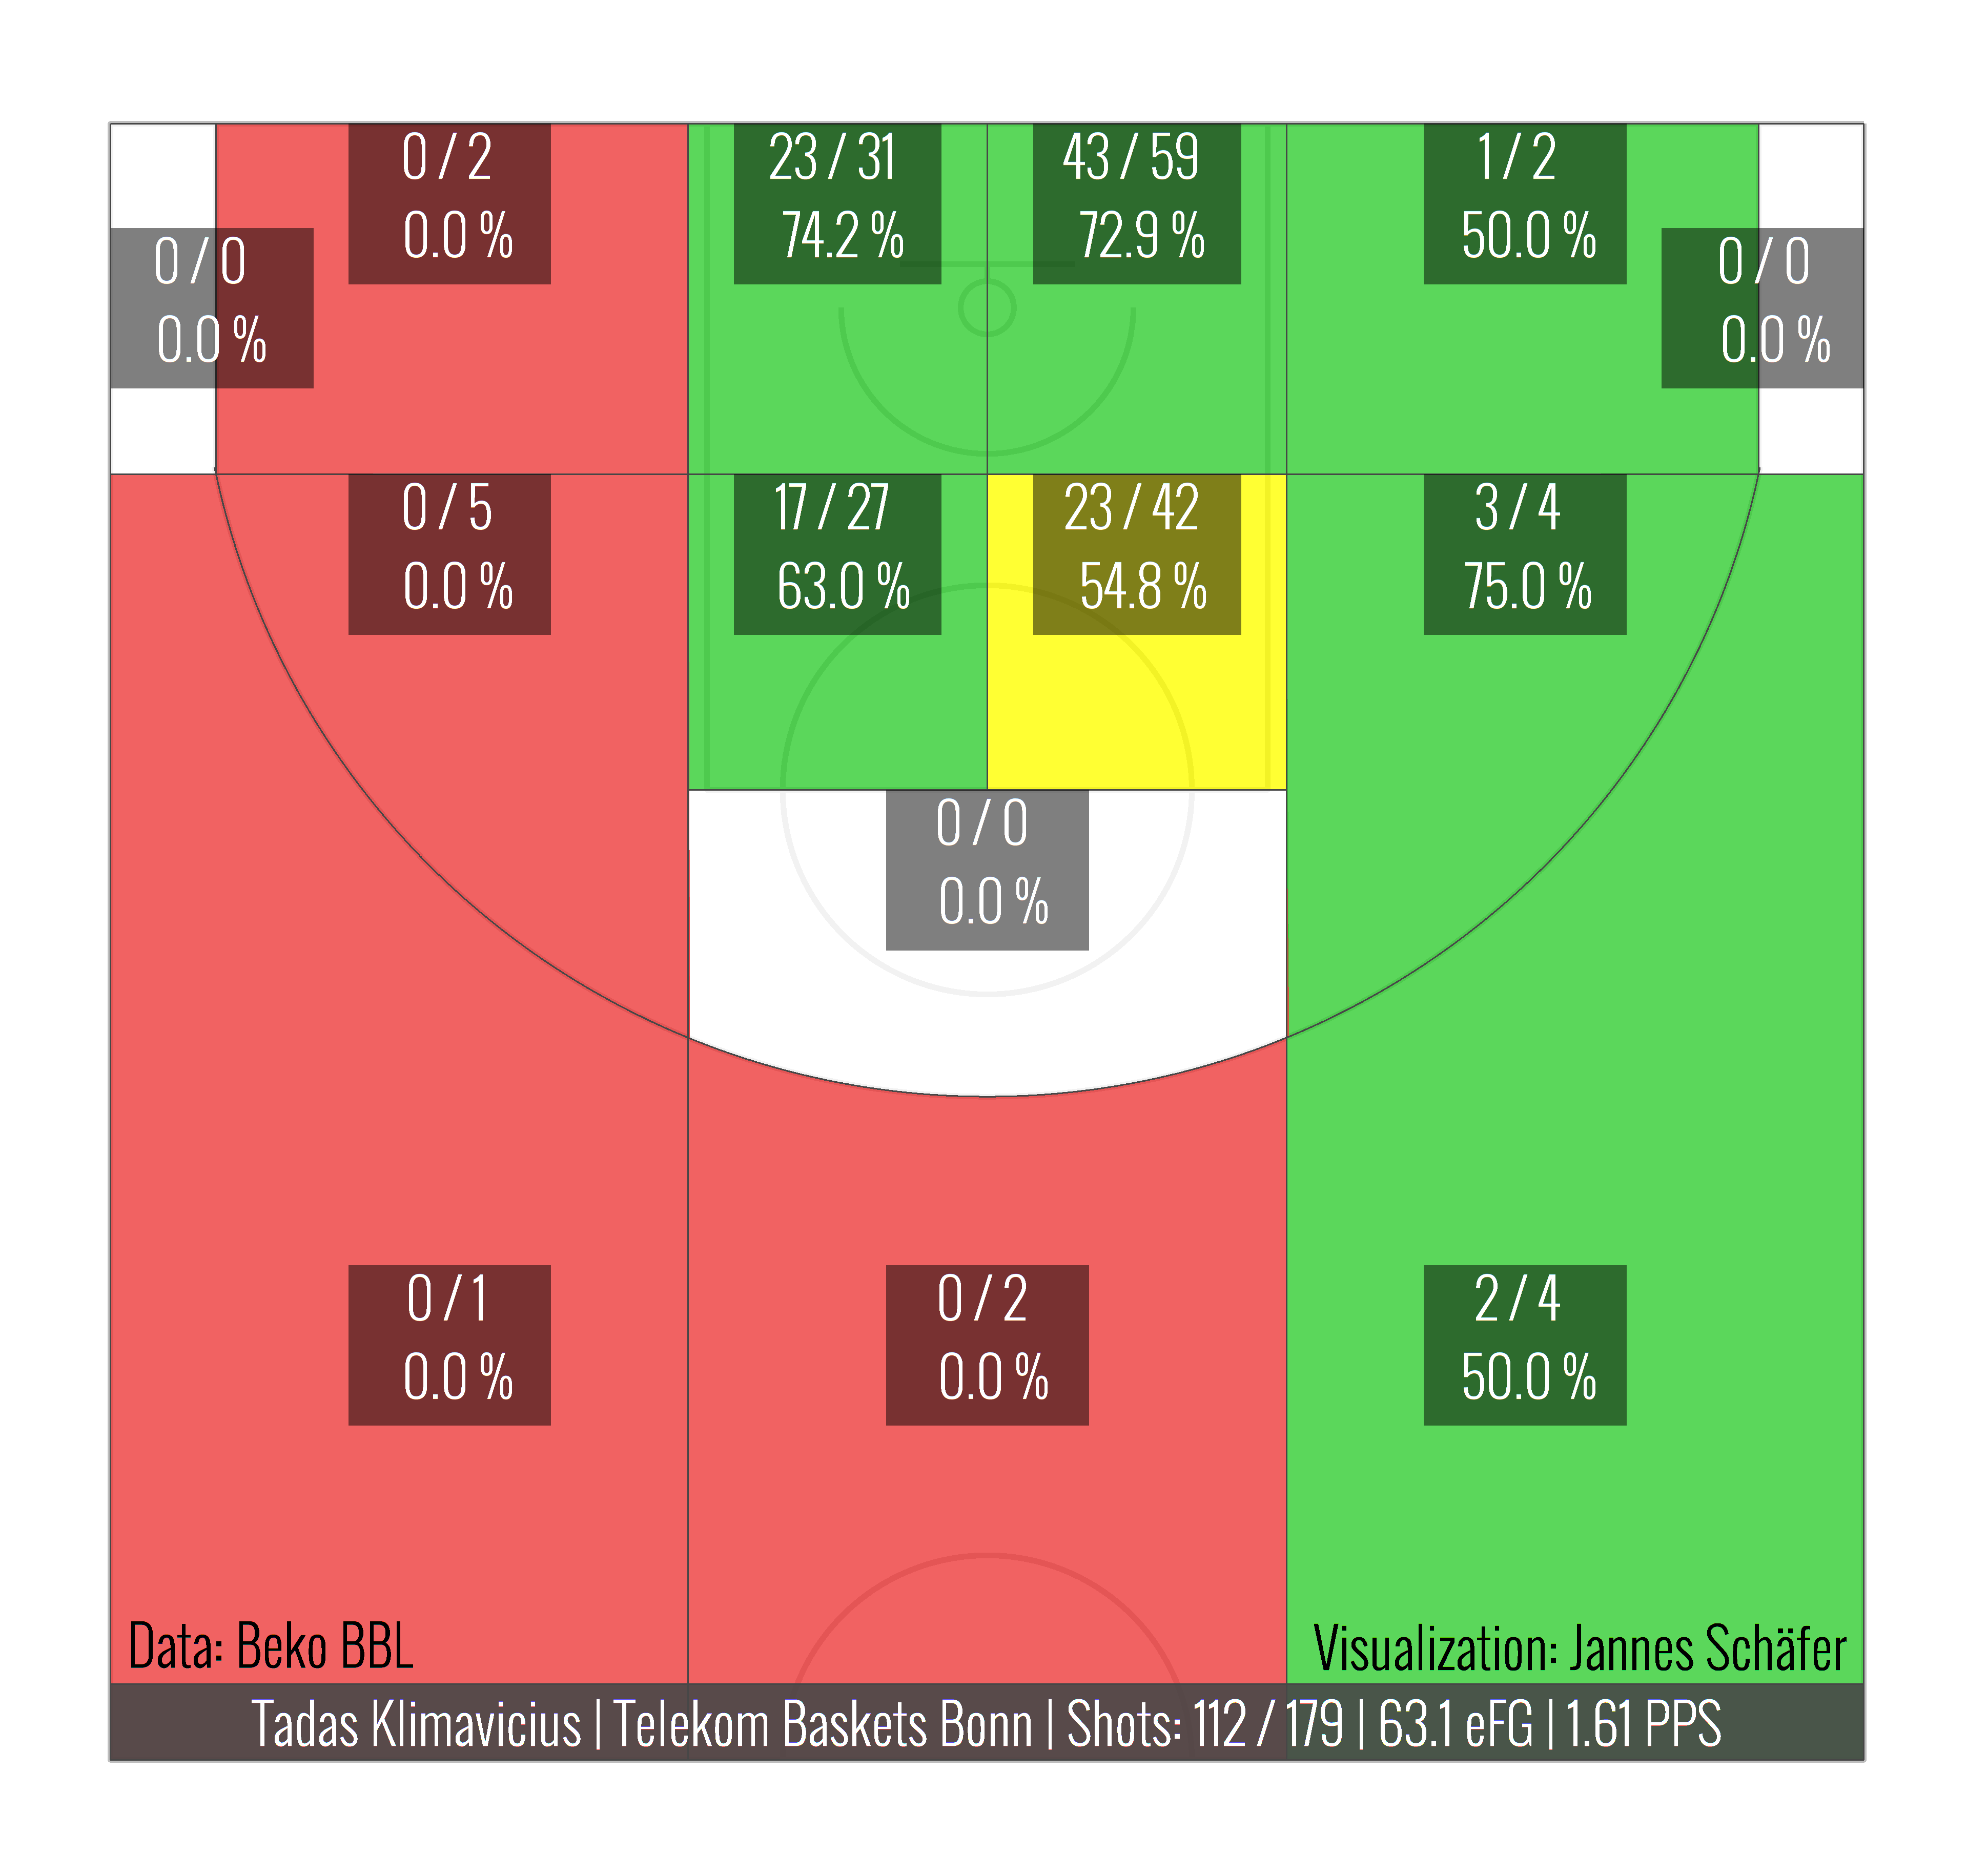 0 / 2
0.0 %
23 / 31
74.2 %
43 / 59
72.9 %
1 / 2
50.0 %
0 / 0
0.0 %
0 / 0
0.0 %
0 / 5
0.0 %
17 / 27
63.0 %
23 / 42
54.8 %
3 / 4
75.0 %
0 / 0
0.0 %
0 / 1
0.0 %
0 / 2
0.0 %
2 / 4
50.0 %
Data: Beko BBL
Visualization: Jannes Schäfer
Tadas Klimavicius | Telekom Baskets Bonn | Shots: 112 / 179 | 63.1 eFG | 1.61 PPS